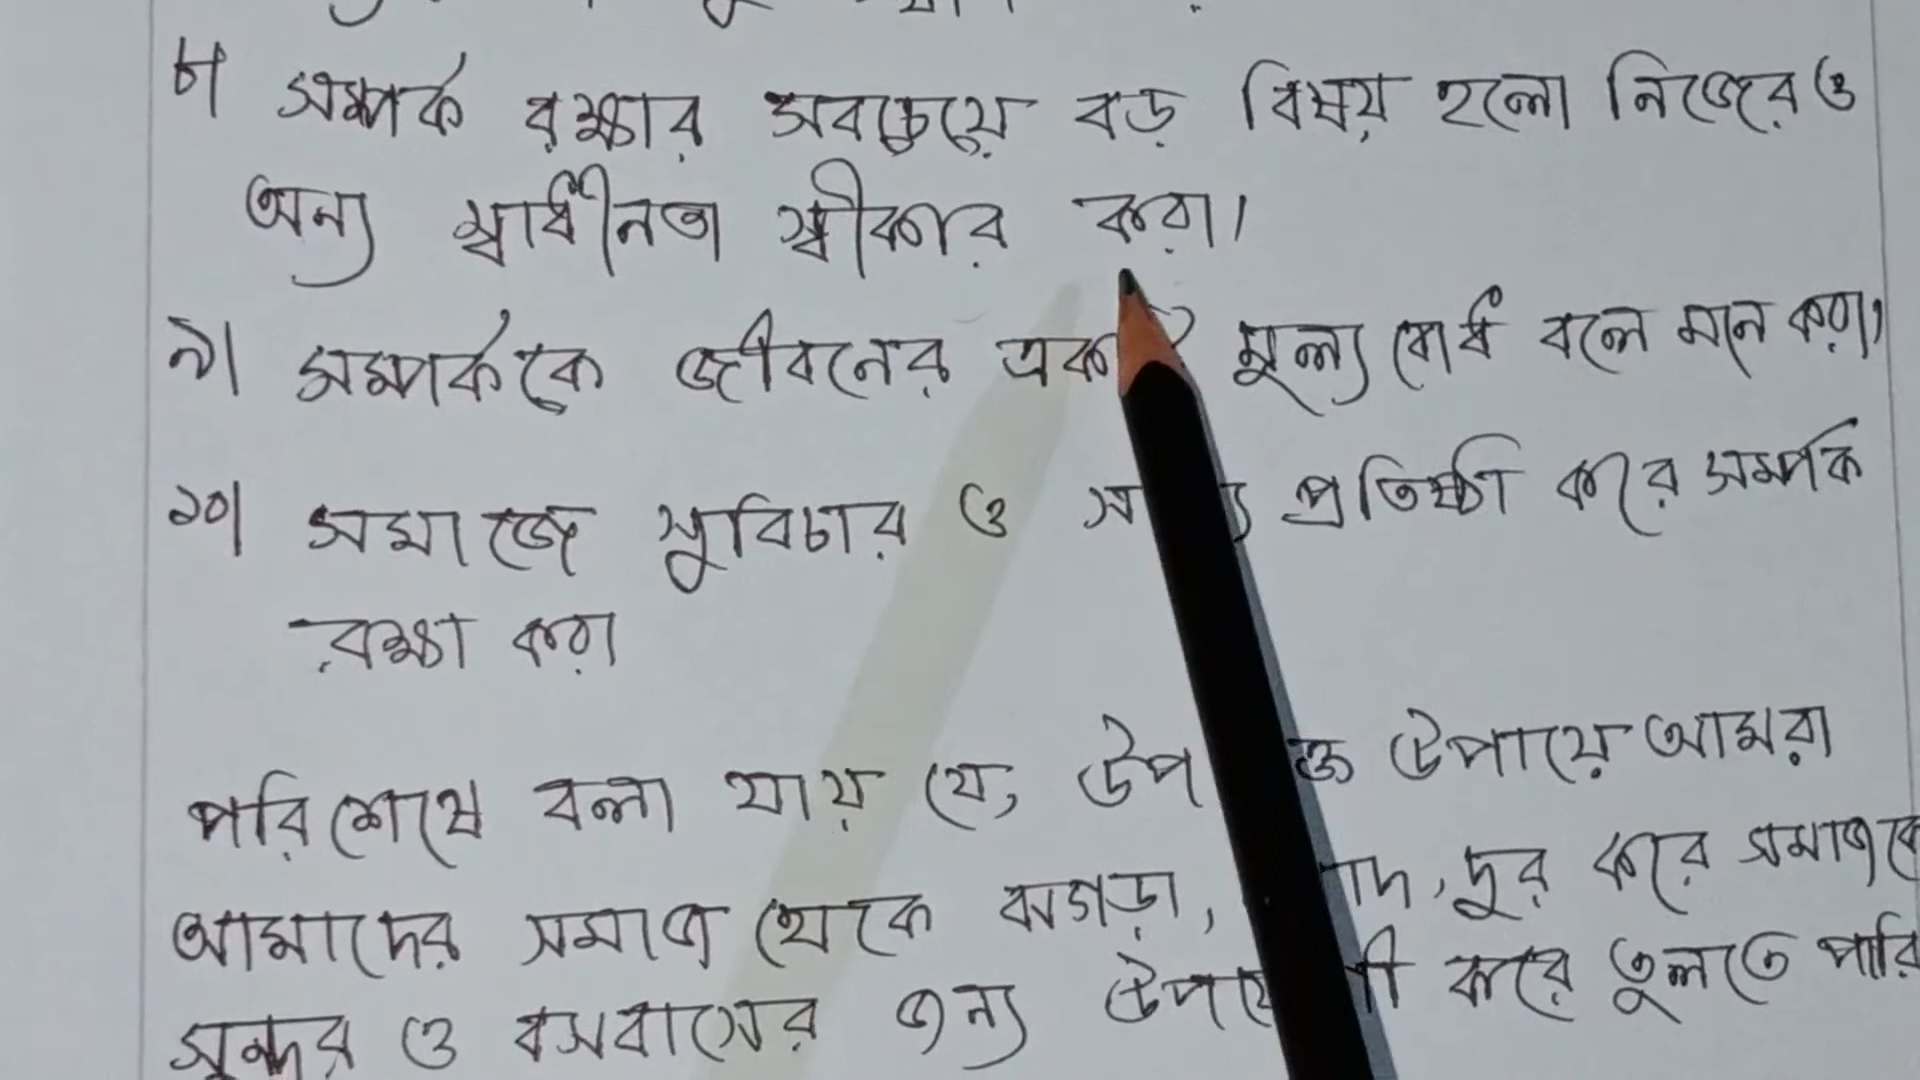 ৮। সম্পর্ক রক্ষার সবচেয়ে বড় বিষয় হলো নিজের ও
অন্য স্বাধীনতা স্বীকার করা।
৯। সম্পর্ককে জীবনের মূল্য বোধ বলে মনে করা।
১০। সমাজে সুবিচার ও প্রতিষ্ঠা করে সম্পর্ক
রক্ষা করা
পরিশেষে বলা যায় যে, উপায়ে আমরা
আমাদের সমাজ থেকে ঝগড়া, দুর করে সমাজকে
সুন্দর ও বসবাসের জন্য করে তুলতে পারি